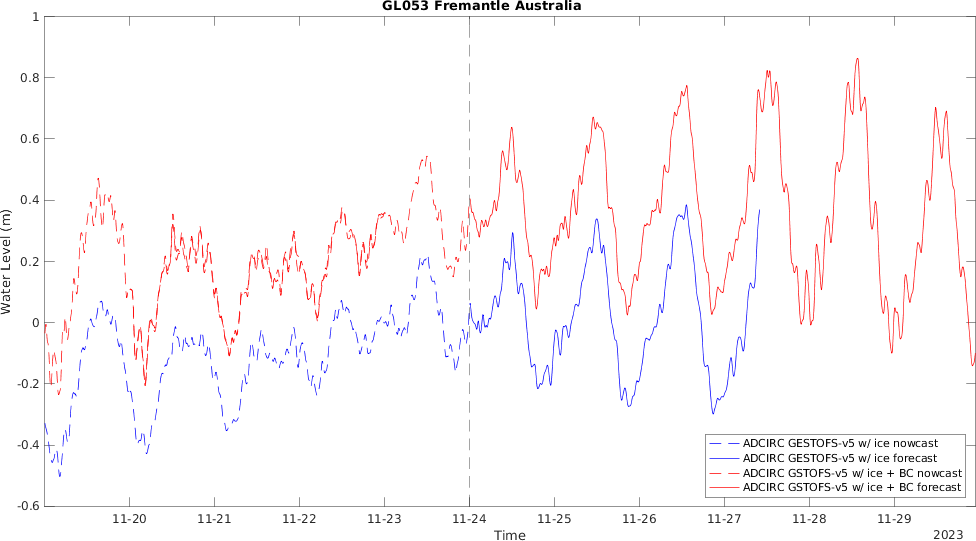 GL053 Fremantle Australia
1
0.8
0.6
0.4
0.2
0
-0.2
-0.4
-0.6
Water Level (m)
11-20 11-21 11-22 11-23 11-24 11-25 11-26 11-27 11-28 11-29
Time
2023
ADCIRC GESTOFS-v5 w/ ice nowcast
ADCIRC GESTOFS-v5 w/ ice forecast
ADCIRC GSTOFS-v5 w/ ice + BC nowcast
ADCIRC GSTOFS-v5 w/ ice + BC forecast